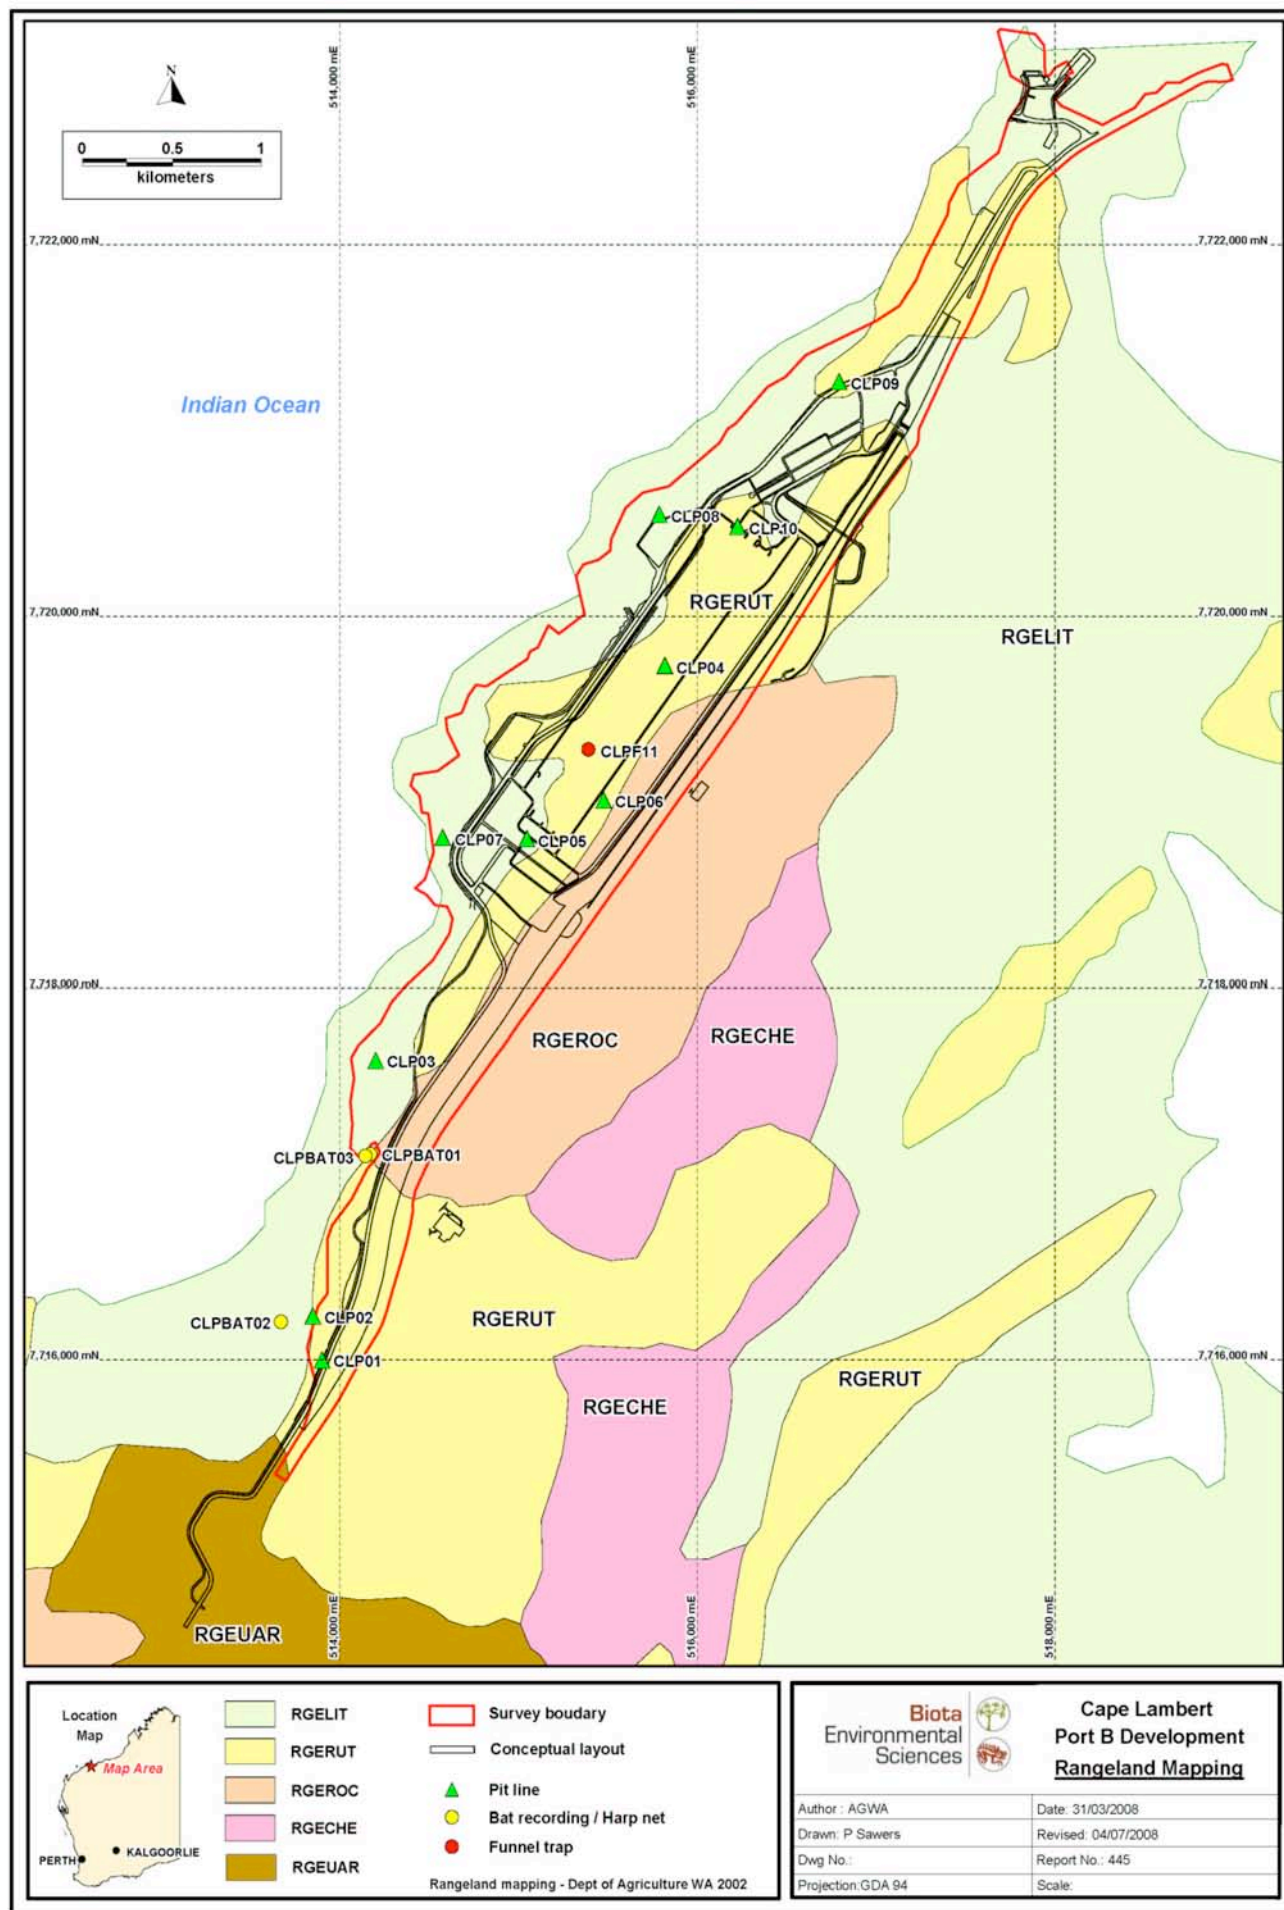 514,000 mE
516,000 mE
518,000 mE
N
0 0.5 1
kilometers
7,722,000 mN
7,722,000 mN
Indian Ocean
CLP09
CLP08
CLP10
RGERUT
7,720,000 mN
7,720,000 mN
RGELIT
CLP04
CLPF11
CLP06
CLP07
CLP05
7,718,000 mN
7,718,000 mN
RGEROC
RGECHE
CLP03
CLPBAT03
CLPBAT01
CLPBAT02
CLP02
RGERUT
7,716,000 mN
CLP01
7,716,000 mN
RGERUT
RGECHE
RGEUAR
514,000 mE
516,000 mE
518,000 mE
Location
Map
Map Area
PERTH
KALGOORLIE
RGELIT
RGERUT
RGEROC
RGECHE
RGEUAR
Survey boudary
Conceptual layout
Pit line
Bat recording / Harp net
Funnel trap
Rangeland mapping - Dept of Agriculture WA 2002
Biota
Environmental
Sciences
Cape Lambert
Port B Development
Rangeland Mapping
Author : AGWA
Date: 31/03/2008
Drawn: P Sawers
Revised: 04/07/2008
Dwg No.:
Report No.: 445
Projection:GDA 94
Scale: